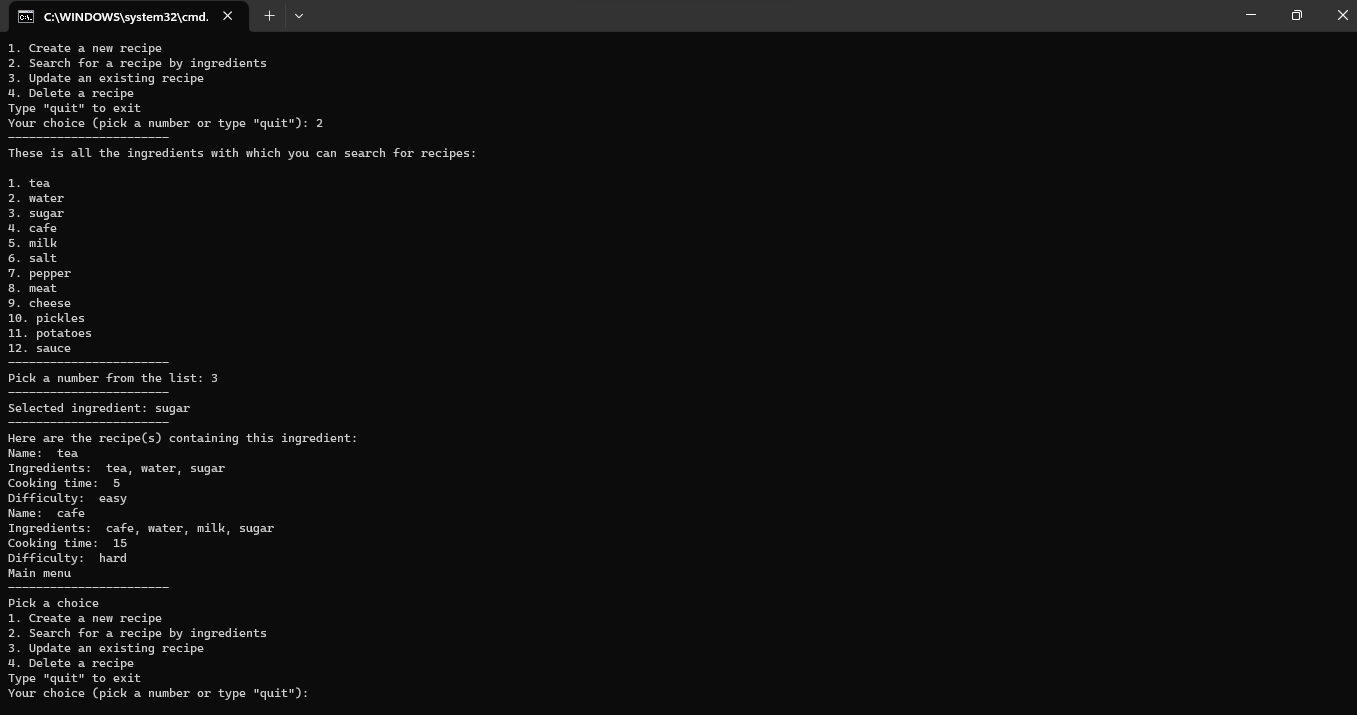 C:\WINDOWS\system32\cmd.
1. Create a new recipe
2. Search for a recipe by ingredients
3. Update an existing recipe
4. Delete a recipe
Type "quit" to exit
Your choice (pick a number or type "quit"): 2
-----------------------
These is all the ingredients with which you can search for recipes:
1. tea
2. water
3. sugar
4. cafe
5. milk
6. salt
7. pepper
8. meat
9. cheese
10. pickles
11. potatoes
12. sauce
-----------------------
Pick a number from the list: 3
-----------------------
Selected ingredient: sugar
-----------------------
Here are the recipe(s) containing this ingredient:
Name:  tea
Ingredients:  tea, water, sugar
Cooking time:  5
Difficulty:  easy
Name:  cafe
Ingredients:  cafe, water, milk, sugar
Cooking time:  15
Difficulty:  hard
Main menu
-----------------------
Pick a choice
1. Create a new recipe
2. Search for a recipe by ingredients
3. Update an existing recipe
4. Delete a recipe
Type "quit" to exit
Your choice (pick a number or type "quit"):